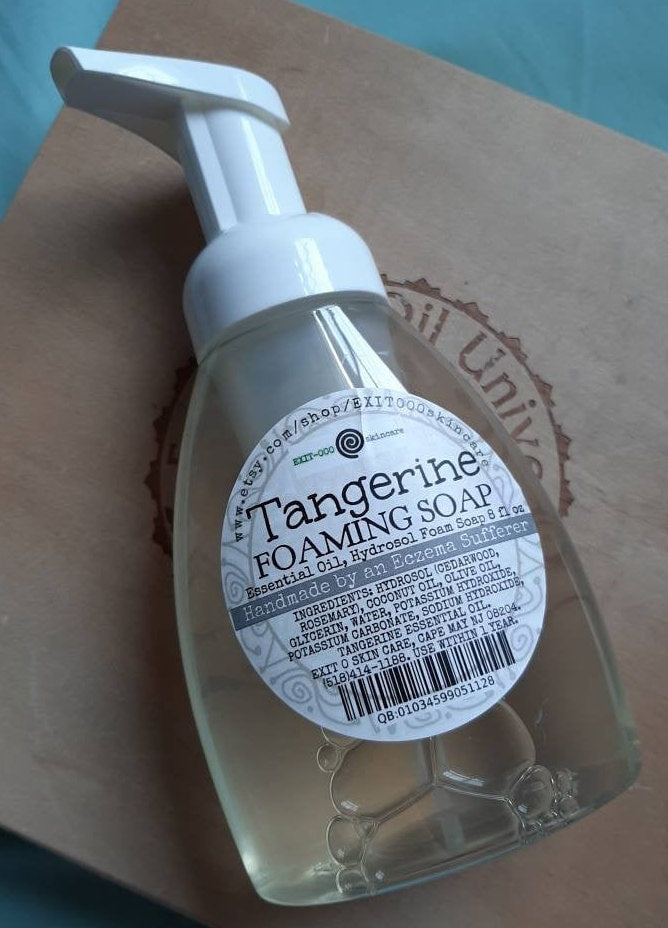 Oil Unive
www.etsy.com/shop/EXIT000skincare
EXIT-000 skincare
Tangerine
FOAMING SOAP
Essential Oil, Hydrosol Foam Soap 8 fl oz
Handmade by an Eczema Sufferer
INGREDIENTS: HYDROSOL (CEDARWOOD,
ROSEMARY), COCONUT OIL, OLIVE OIL,
GLYCERIN, WATER, POTASSIUM HYDROXIDE,
POTASSIUM CARBONATE, SODIUM HYDROXIDE,
TANGERINE ESSENTIAL OIL.
EXIT 0 SKIN CARE, CAPE MAY NJ 08204.
(518)414-1188. USE WITHIN 1 YEAR.
QB:01034599051128